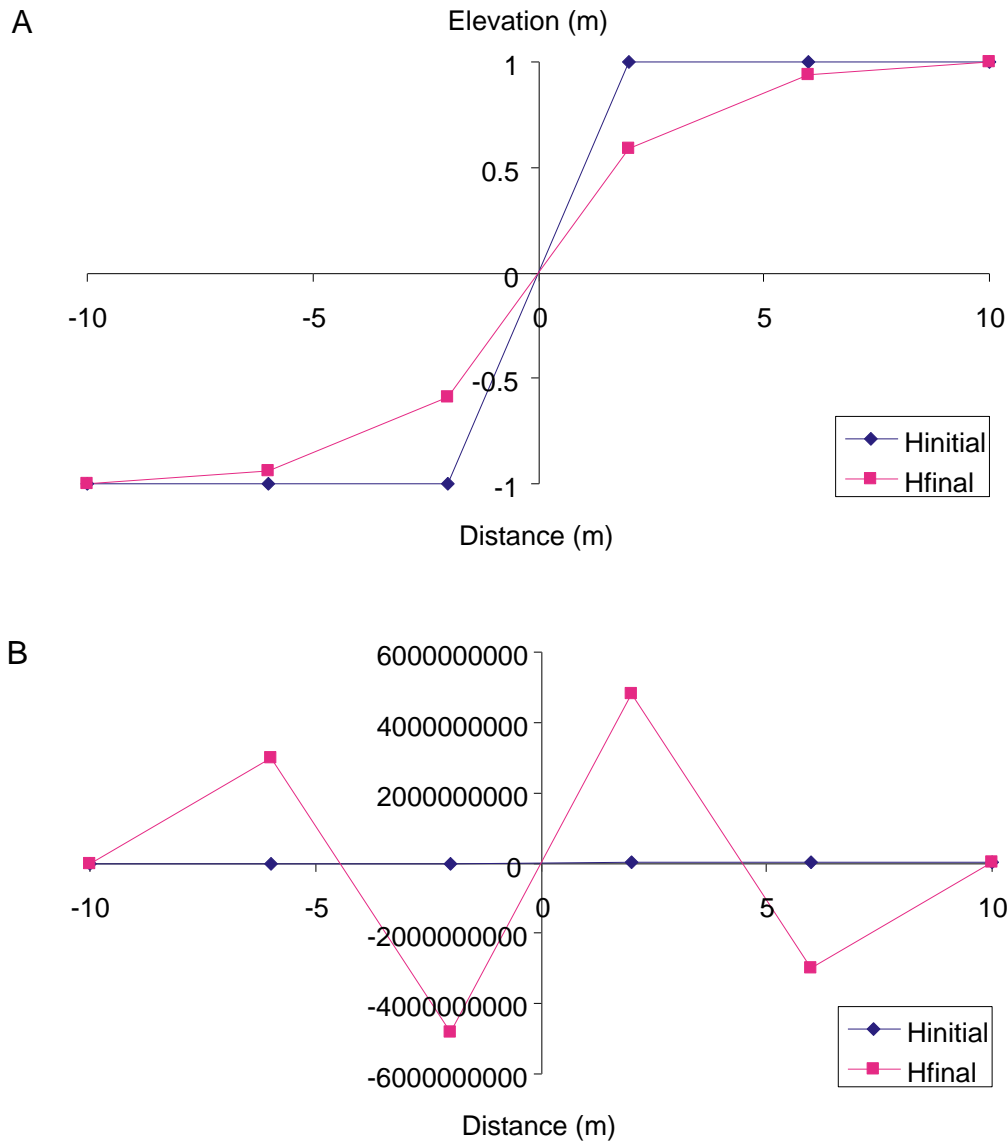 A
Elevation (m)
1
0.5
0
-10
-5
0
5
10
-0.5
-1
Hinitial
Hfinal
Distance (m)
B
6000000000
4000000000
2000000000
0
-10
-5
0
5
10
-2000000000
-4000000000
-6000000000
Hinitial
Hfinal
Distance (m)